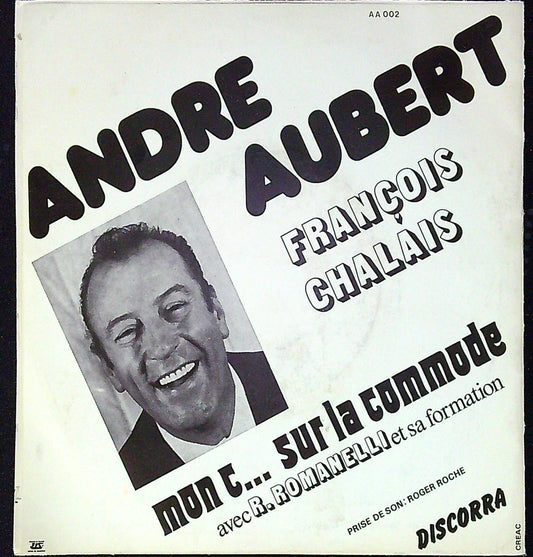 AA 002
ANDRE
AUBERT
FRANÇOIS
CHALAIS
mon c... sur la commode
avec R. ROMANELLI et sa formation
PRISE DE SON: ROGER ROCHE
DISCORRA
CREAC